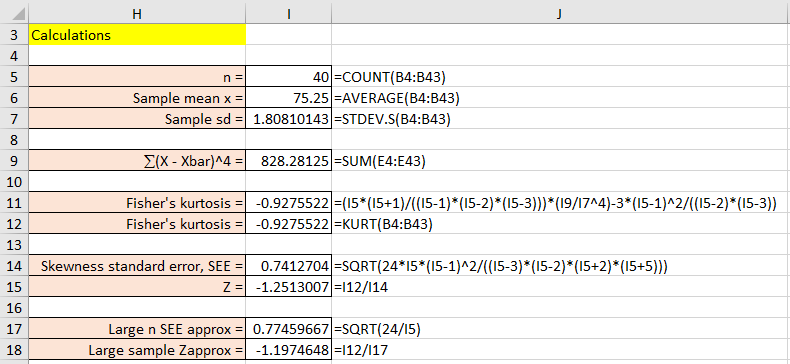 H I J
3 Calculations
4
5 n = 40 =COUNT(B4:B43)
6 Sample mean x = 75.25 =AVERAGE(B4:B43)
7 Sample sd = 1.80810143 =STDEV.S(B4:B43)
8
9 ∑(X - Xbar)^4 = 828.28125 =SUM(E4:E43)
10
11 Fisher's kurtosis = -0.9275522 =(I5*(I5+1)/((I5-1)*(I5-2)*(I5-3)))*(I9/I7^4)-3*(I5-1)^2/((I5-2)*(I5-3))
12 Fisher's kurtosis = -0.9275522 =KURT(B4:B43)
13
14 Skewness standard error, SEE = 0.7412704 =SQRT(24*I5*(I5-1)^2/((I5-3)*(I5-2)*(I5+2)*(I5+5)))
15 Z = -1.2513007 =I12/I14
16
17 Large n SEE approx = 0.77459667 =SQRT(24/I5)
18 Large sample Zapprox = -1.1974648 =I12/I17